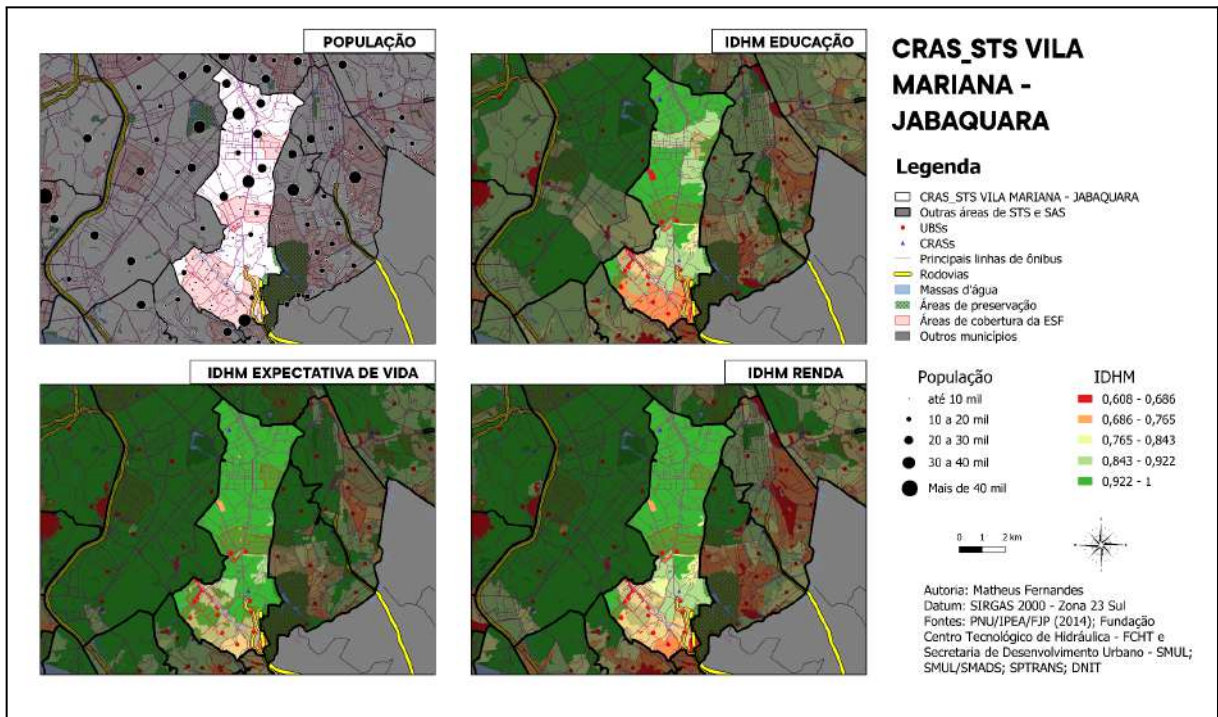 POPULAÇÃO
IDHM EDUCAÇÃO
IDHM EXPECTATIVA DE VIDA
IDHM RENDA
CRAS_STS VILA
MARIANA -
JABAQUARA
Legenda
CRAS_STS VILA MARIANA - JABAQUARA
Outras áreas de STS e SAS
UBSs
CRASs
Principais linhas de ônibus
Rodovias
Massas d'água
Áreas de preservação
Áreas de cobertura da ESF
Outros municípios
População
até 10 mil
10 a 20 mil
20 a 30 mil
30 a 40 mil
Mais de 40 mil
IDHM
0,608 - 0,686
0,686 - 0,765
0,765 - 0,843
0,843 - 0,922
0,922 - 1
0 1 2 km
Autoria: Matheus Fernandes
Datum: SIRGAS 2000 - Zona 23 Sul
Fontes: PNU/IPEA/FJP (2014); Fundação
Centro Tecnológico de Hidráulica - FCHT e
Secretaria de Desenvolvimento Urbano - SMUL;
SMUL/SMADS; SPTRANS; DNIT